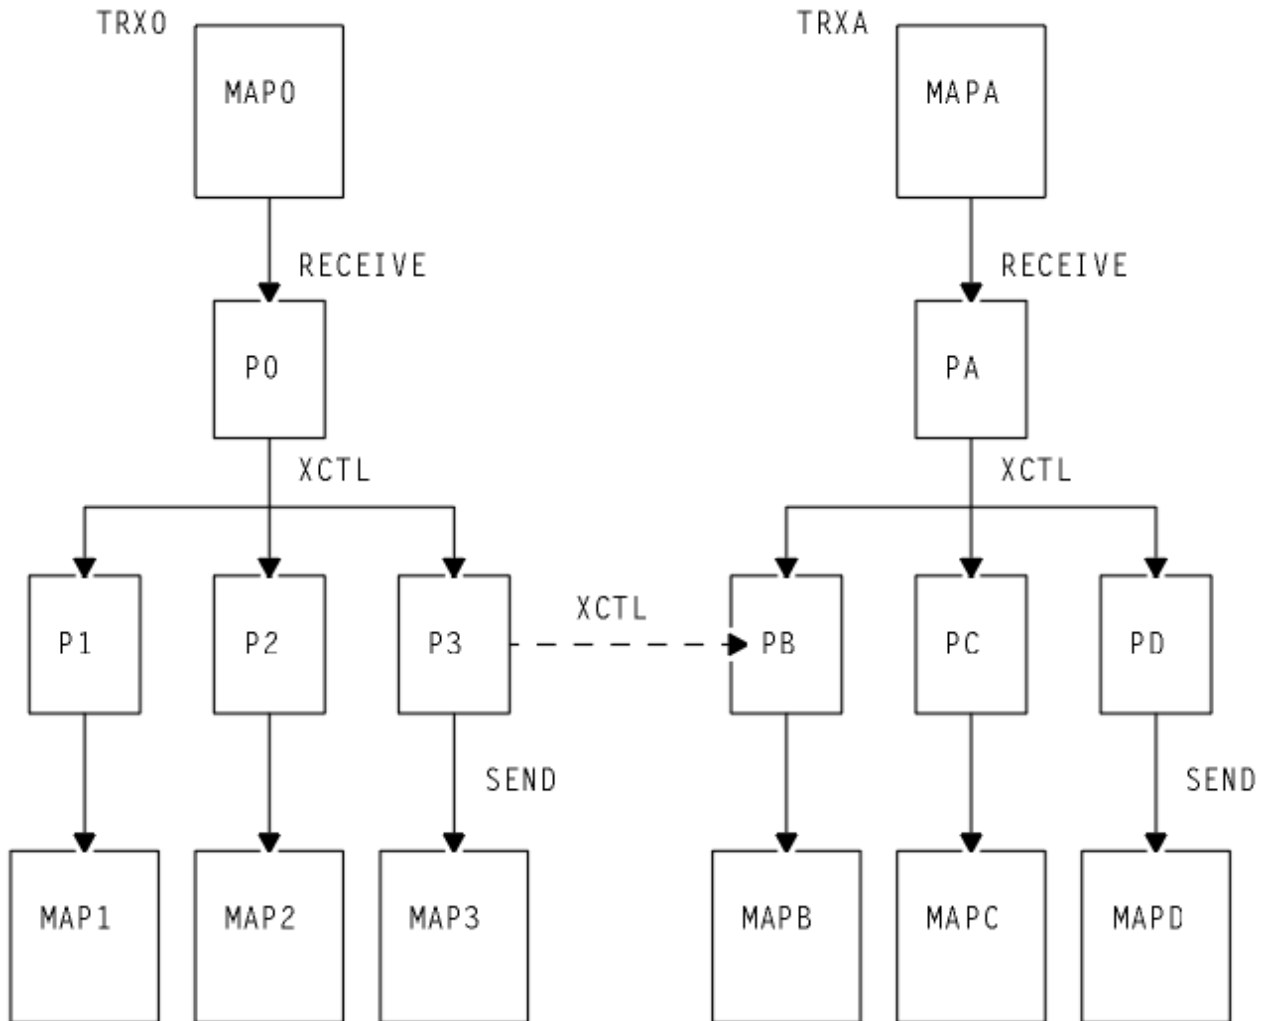 TRX0
TRXA
MAP0
MAPA
RECEIVE
RECEIVE
P0
PA
XCTL
XCTL
P1
P2
P3
XCTL
PB
PC
PD
SEND
SEND
MAP1
MAP2
MAP3
MAPB
MAPC
MAPD